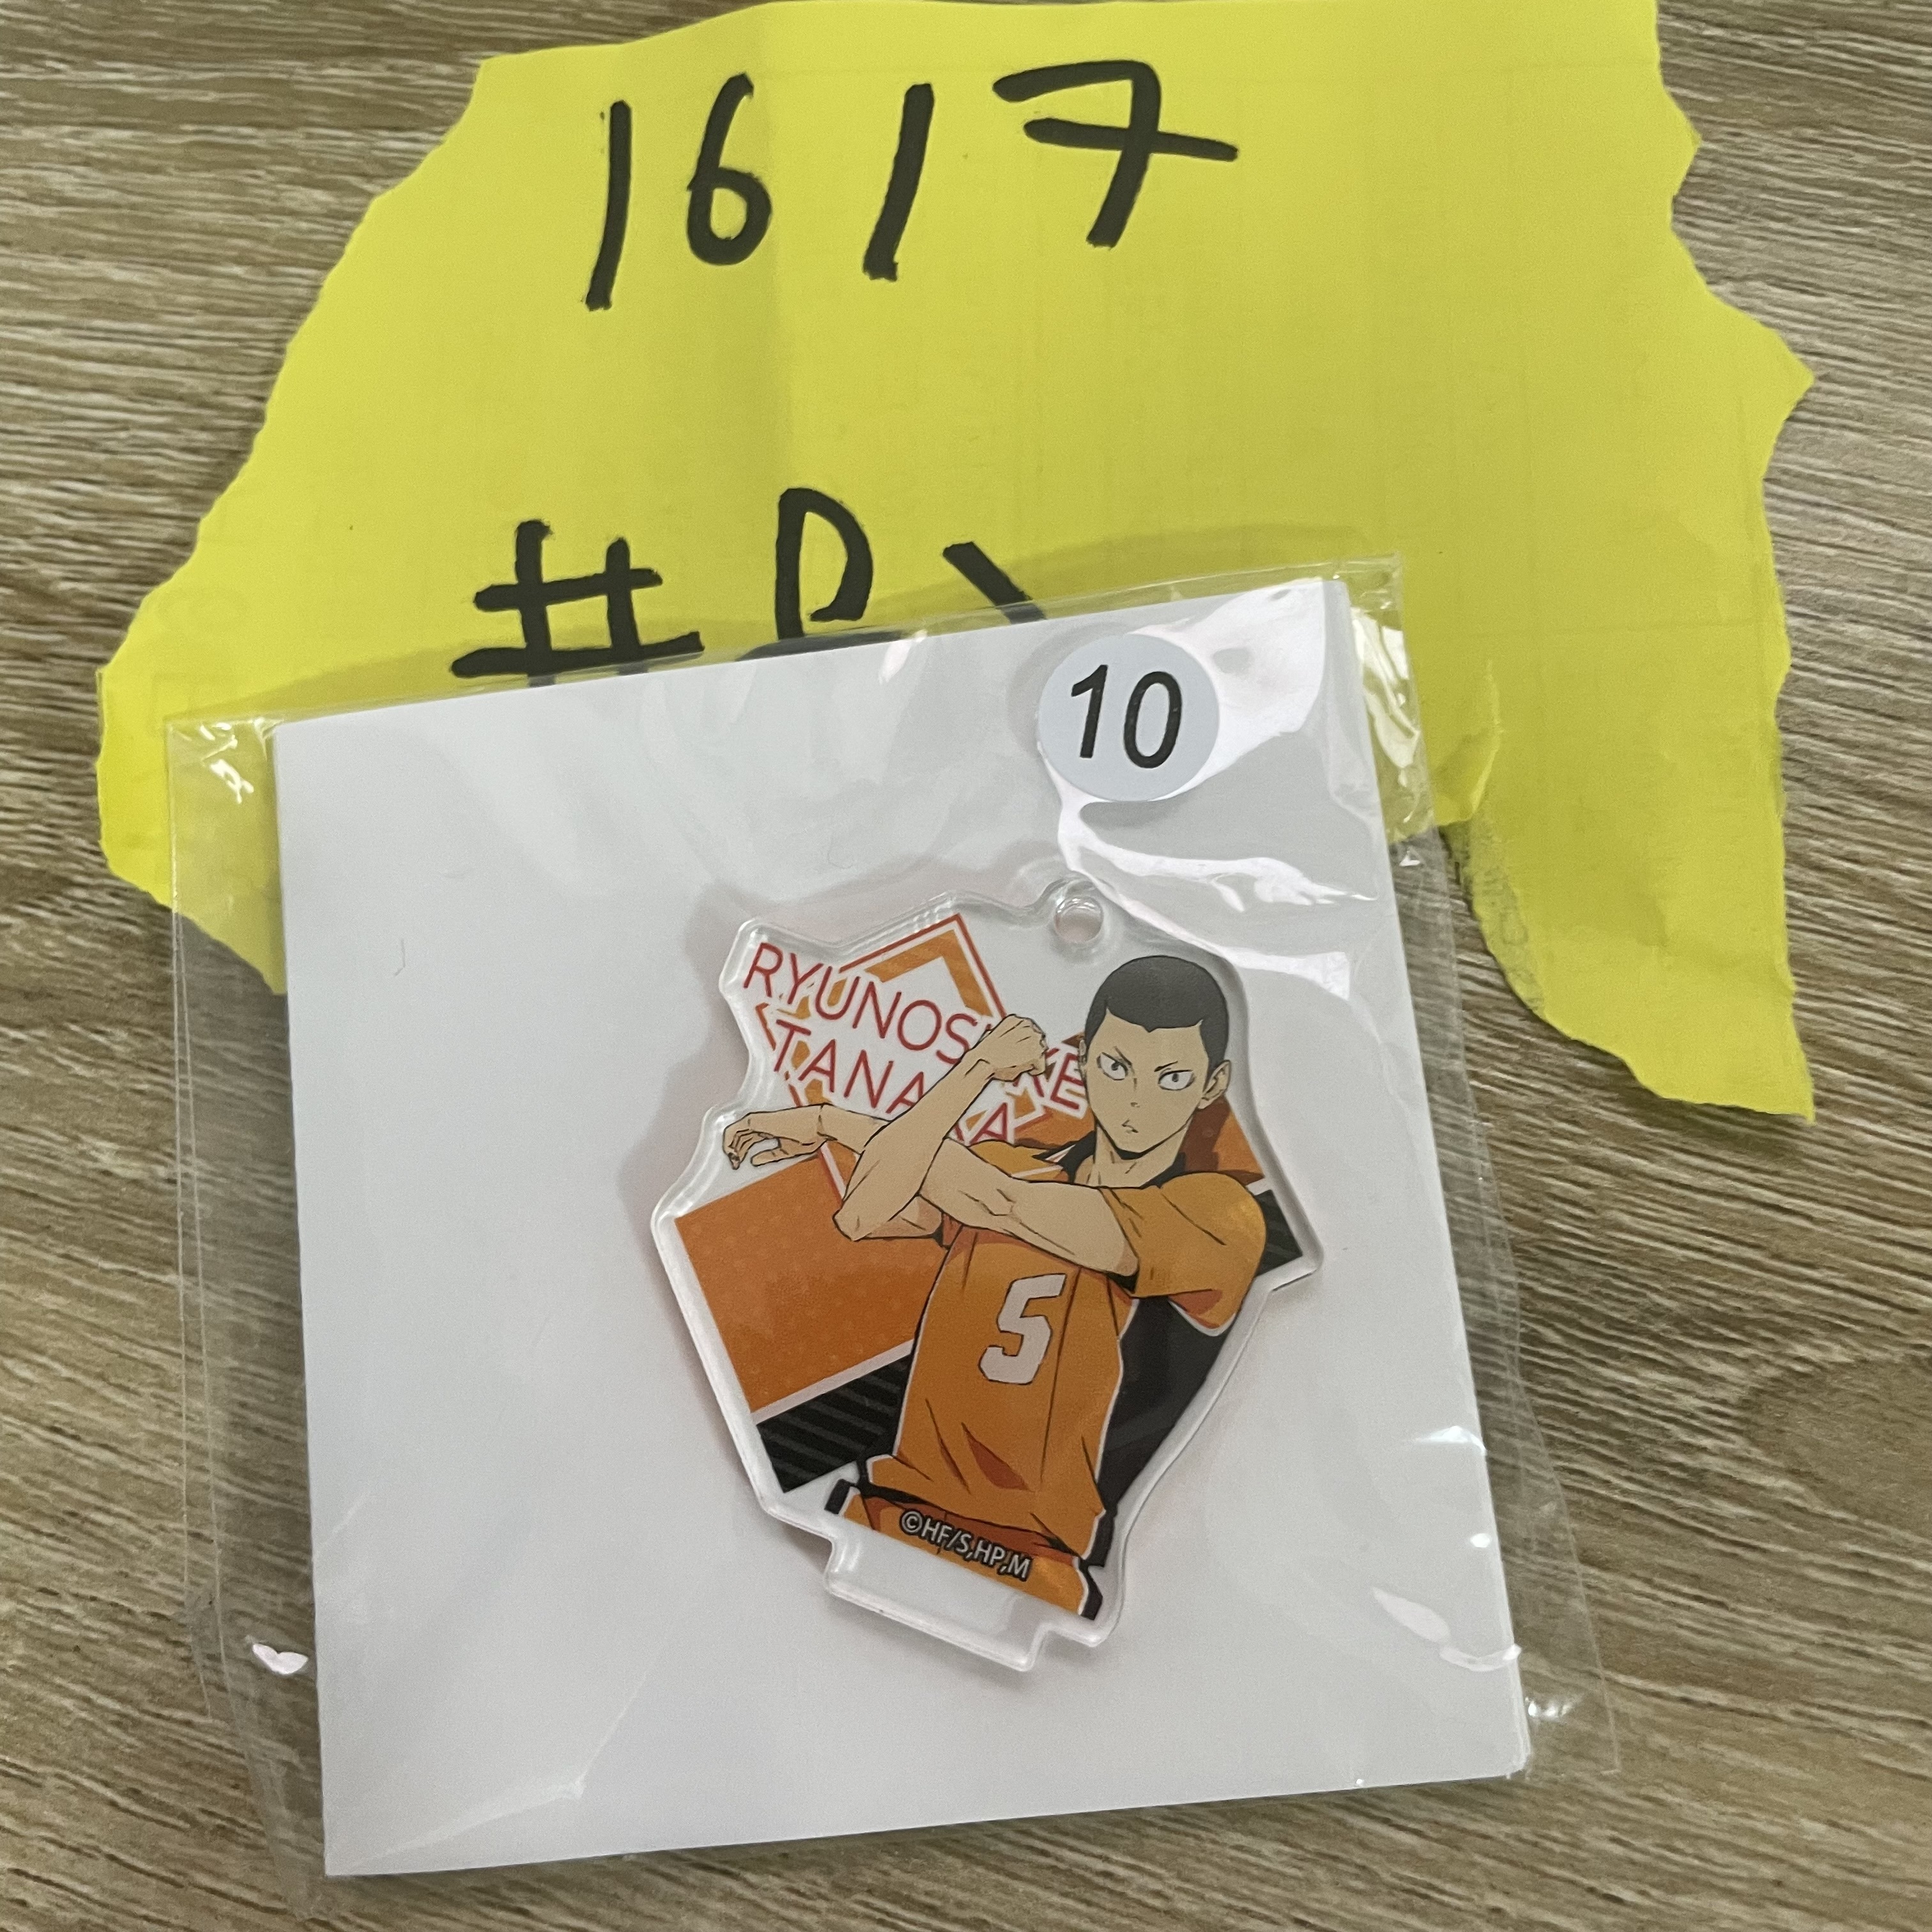 1617
10
RYUNOSUKE
TANAKA
5
©HF/S,HP,M